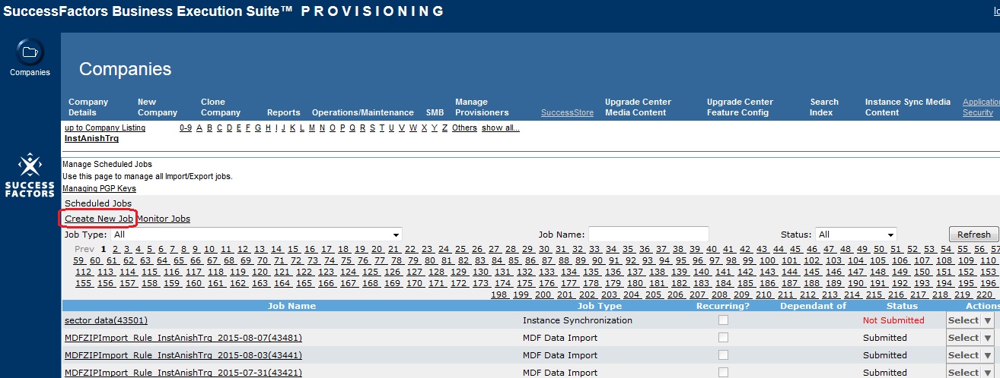 SuccessFactors Business Execution Suite™ PROVISIONING
Companies
Companies
Company Details
New Company
Clone Company
Reports
Operations/Maintenance
SMB
Manage Provisioners
SuccessStore
Upgrade Center Media Content
Upgrade Center Feature Config
Search Index
Instance Sync Media Content
Security
up to Company Listing 0-9 A B C D E F G H I J K L M N O P Q R S T U V W X Y Z Others show all...
InstAnishTrg
SUCCESS
FACTORS
Manage Scheduled Jobs
Use this page to manage all Import/Export jobs.
Managing PGP Keys
Scheduled Jobs
Create New Job Monitor Jobs
Job Type: All Job Name: Status: All Refresh
Prev 1 2 3 4 5 6 7 8 9 10 11 12 13 14 15 16 17 18 19 20 21 22 23 24 25 26 27 28 29 30 31 32 33 34 35 36 37 38 39 40 41 42 43 44 45 46 47 48 49 50 51 52 53 54 55 56 57
59 60 61 62 63 64 65 66 67 68 69 70 71 72 73 74 75 76 77 78 79 80 81 82 83 84 85 86 87 88 89 90 91 92 93 94 95 96 97 98 99 100 101 102 103 104 105 106 107 108 109 110
112 113 114 115 116 117 118 119 120 121 122 123 124 125 126 127 128 129 130 131 132 133 134 135 136 137 138 139 140 141 142 143 144 145 146 147 148 149 150 151 152 153
155 156 157 158 159 160 161 162 163 164 165 166 167 168 169 170 171 172 173 174 175 176 177 178 179 180 181 182 183 184 185 186 187 188 189 190 191 192 193 194 195 196
198 199 200 201 202 203 204 205 206 207 208 209 210 211 212 213 214 215 216 217 218 219 220
Job Name Job Type Recurring? Dependant of Status Actions
sector data(43501) Instance Synchronization Not Submitted Select
MDFZIPImport_Rule_InstAnishTrg_2015-08-07(43481) MDF Data Import Submitted Select
MDFZIPImport_Rule_InstAnishTrg_2015-08-03(43441) MDF Data Import Submitted Select
MDFZIPImport_Rule_InstAnishTrg_2015-07-31(43421) MDF Data Import Submitted Select